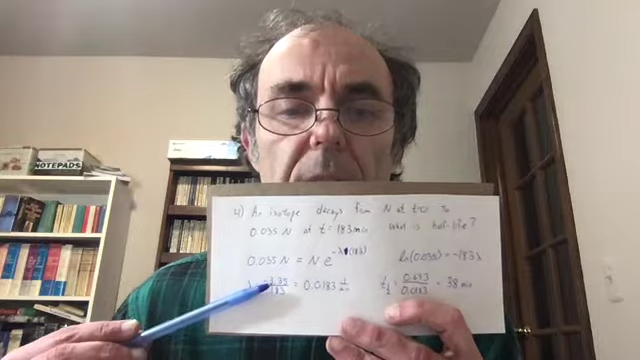 NOTEPADS
4) An isotope decays from N at t=0 to
0.035 N at t = 183 min what is half-life?
0.035 N = N e^-λ(183)
ln(0.035) = -183λ
-3.35/183 = 0.0183 1/min
t½ = 0.693/0.0183 = 38 min